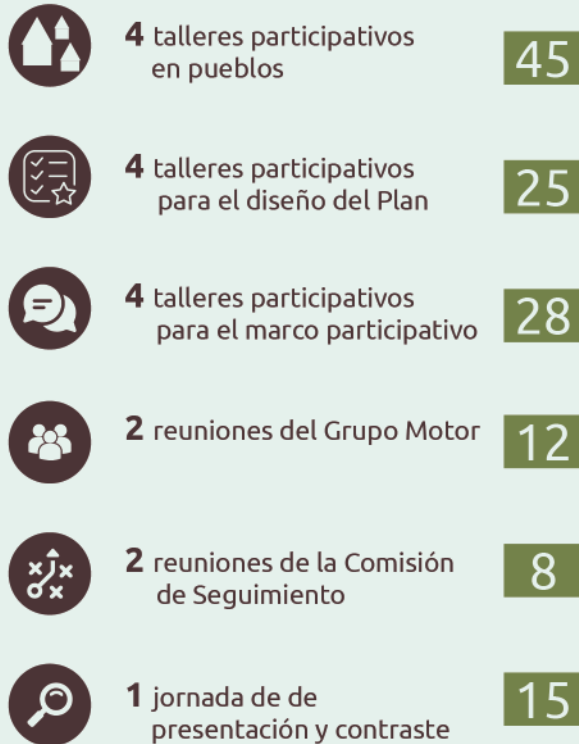 4 talleres participativos
en pueblos
45
4 talleres participativos
para el diseño del Plan
25
4 talleres participativos
para el marco participativo
28
2 reuniones del Grupo Motor
12
2 reuniones de la Comisión
de Seguimiento
8
1 jornada de de
presentación y contraste
15